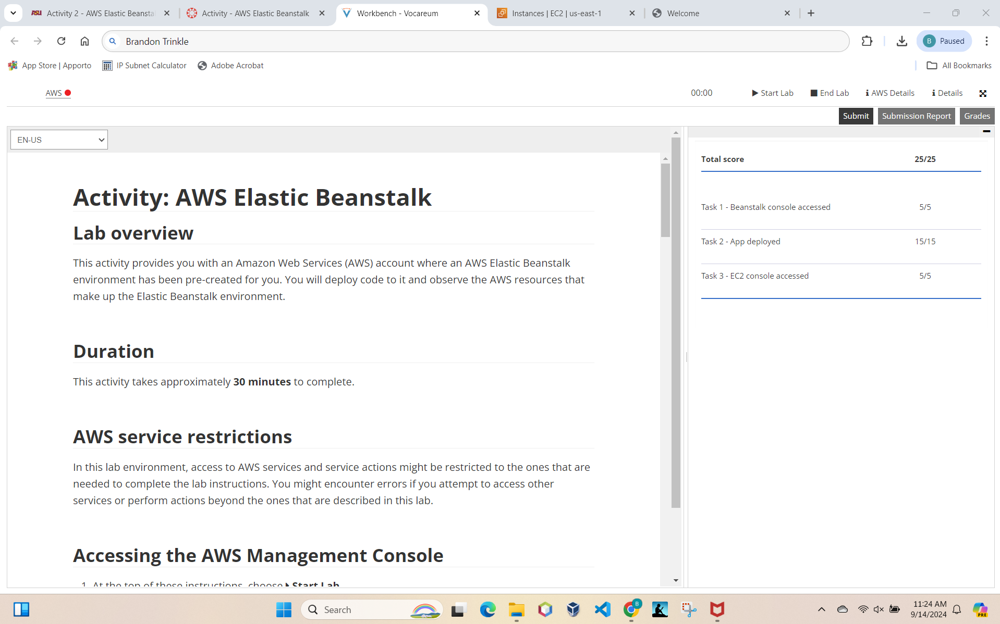 ASU Activity 2 - AWS Elastic Beansta
Activity - AWS Elastic Beanstalk
Workbench - Vocareum
Instances | EC2 | us-east-1
Welcome
Brandon Trinkle
B Paused
App Store | Apporto
IP Subnet Calculator
Adobe Acrobat
All Bookmarks
AWS
00:00
Start Lab
End Lab
AWS Details
Details
Submit
Submission Report
Grades
EN-US
Activity: AWS Elastic Beanstalk
Lab overview
This activity provides you with an Amazon Web Services (AWS) account where an AWS Elastic Beanstalk
environment has been pre-created for you. You will deploy code to it and observe the AWS resources that
make up the Elastic Beanstalk environment.
Duration
This activity takes approximately 30 minutes to complete.
AWS service restrictions
In this lab environment, access to AWS services and service actions might be restricted to the ones that are
needed to complete the lab instructions. You might encounter errors if you attempt to access other
services or perform actions beyond the ones that are described in this lab.
Accessing the AWS Management Console
1. At the top of these instructions, choose Start Lab
Total score 25/25
Task 1 - Beanstalk console accessed 5/5
Task 2 - App deployed 15/15
Task 3 - EC2 console accessed 5/5
Search
B
11:24 AM
9/14/2024
PRE